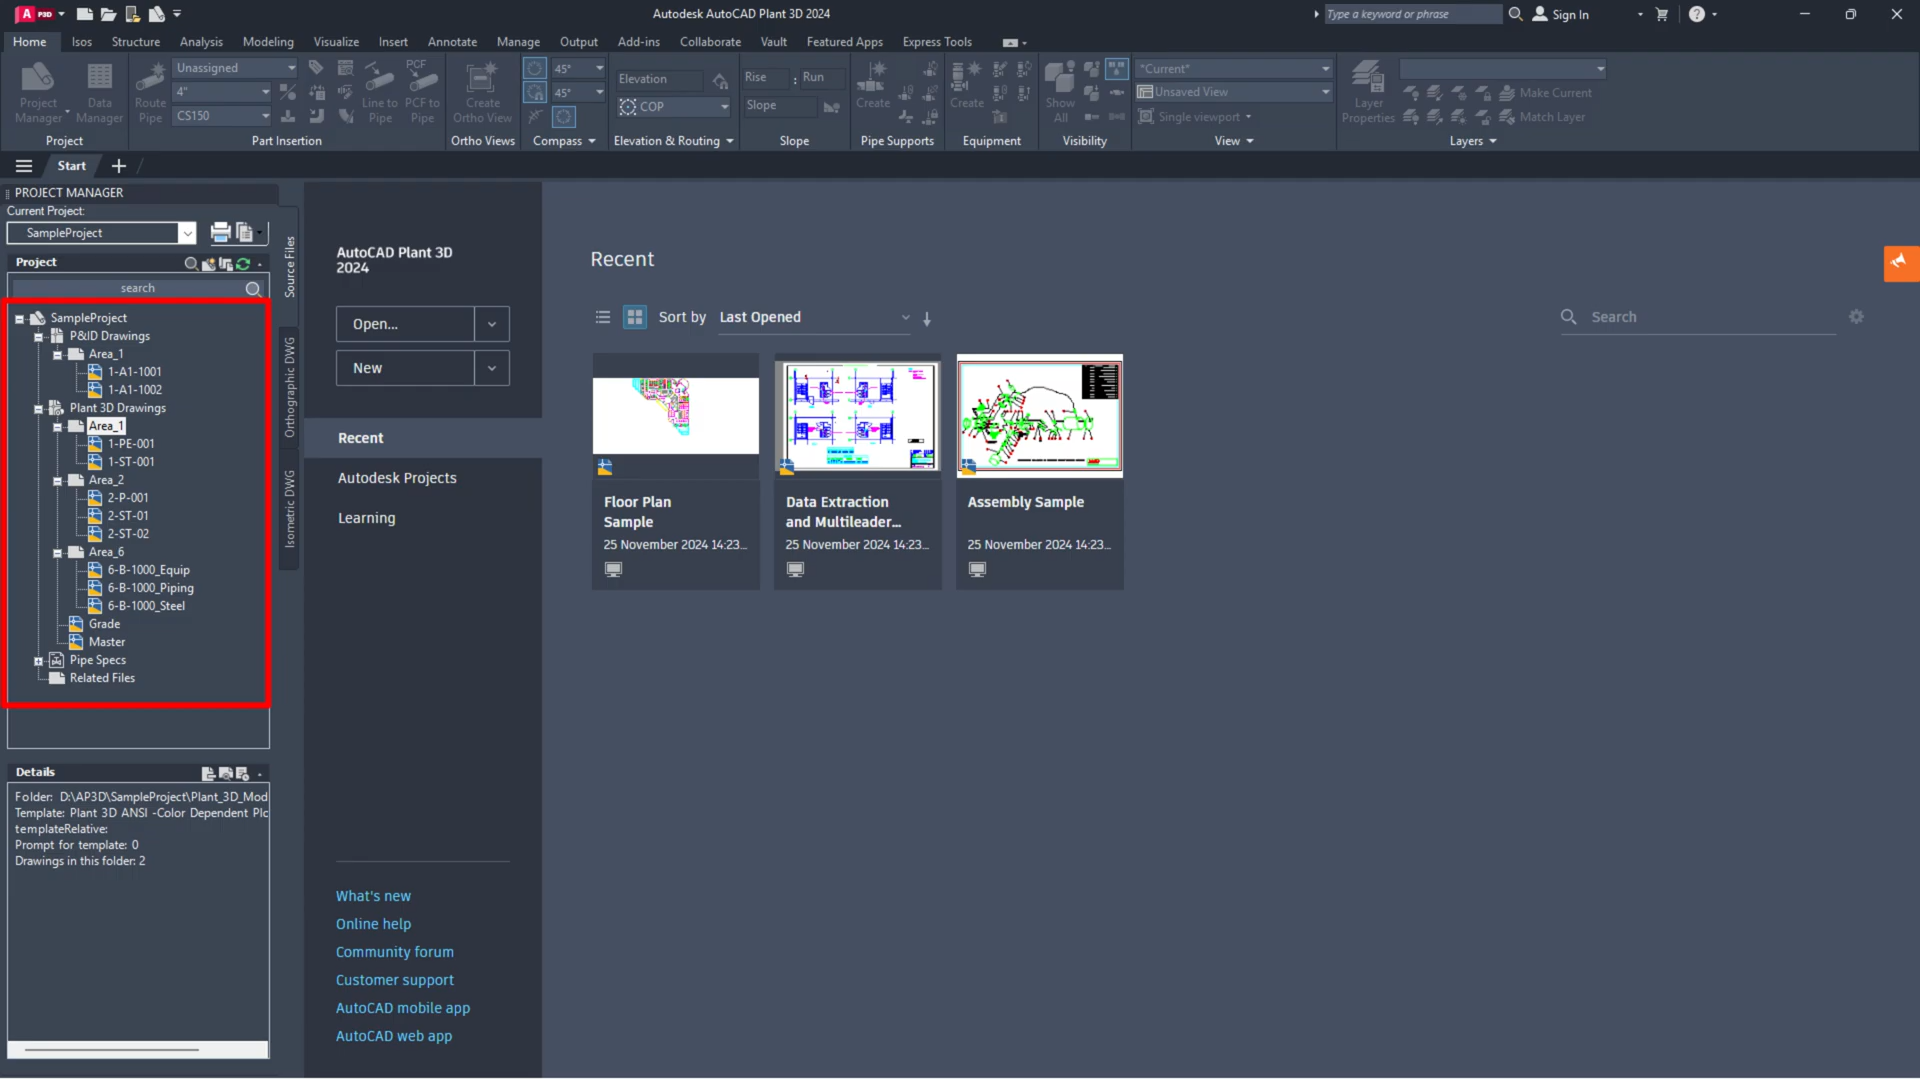 A P3D
Autodesk AutoCAD Plant 3D 2024
Type a keyword or phrase
Sign In
Home Isos Structure Analysis Modeling Visualize Insert Annotate Manage Output Add-ins Collaborate Vault Featured Apps Express Tools
Project Manager
Data Manager
Project
Route Pipe
Unassigned
4"
CS150
Line to Pipe
PCF
PCF to Pipe
Part Insertion
Create Ortho View
Ortho Views
45°
45°
Compass
Elevation
COP
Elevation & Routing
Rise : Run
Slope
Slope
Create
Pipe Supports
Create
Equipment
Show All
Visibility
"Current"
Unsaved View
Single viewport
View
Layer Properties
Make Current
Match Layer
Layers
Start
PROJECT MANAGER
Current Project:
SampleProject
Project
search
SampleProject
P&ID Drawings
Area_1
1-A1-1001
1-A1-1002
Plant 3D Drawings
Area_1
1-PE-001
1-ST-001
Area_2
2-P-001
2-ST-01
2-ST-02
Area_6
6-B-1000_Equip
6-B-1000_Piping
6-B-1000_Steel
Grade
Master
Pipe Specs
Related Files
Source Files
Orthographic DWG
Isometric DWG
Details
Folder: D:\AP3D\SampleProject\Plant_3D_Mod
Template: Plant 3D ANSI -Color Dependent Plc
templateRelative:
Prompt for template: 0
Drawings in this folder: 2
AutoCAD Plant 3D
2024
Open...
New
Recent
Autodesk Projects
Learning
What's new
Online help
Community forum
Customer support
AutoCAD mobile app
AutoCAD web app
Recent
Sort by Last Opened
Search
Floor Plan
Sample
25 November 2024 14:23...
Data Extraction
and Multileader...
25 November 2024 14:23...
Assembly Sample
25 November 2024 14:23...